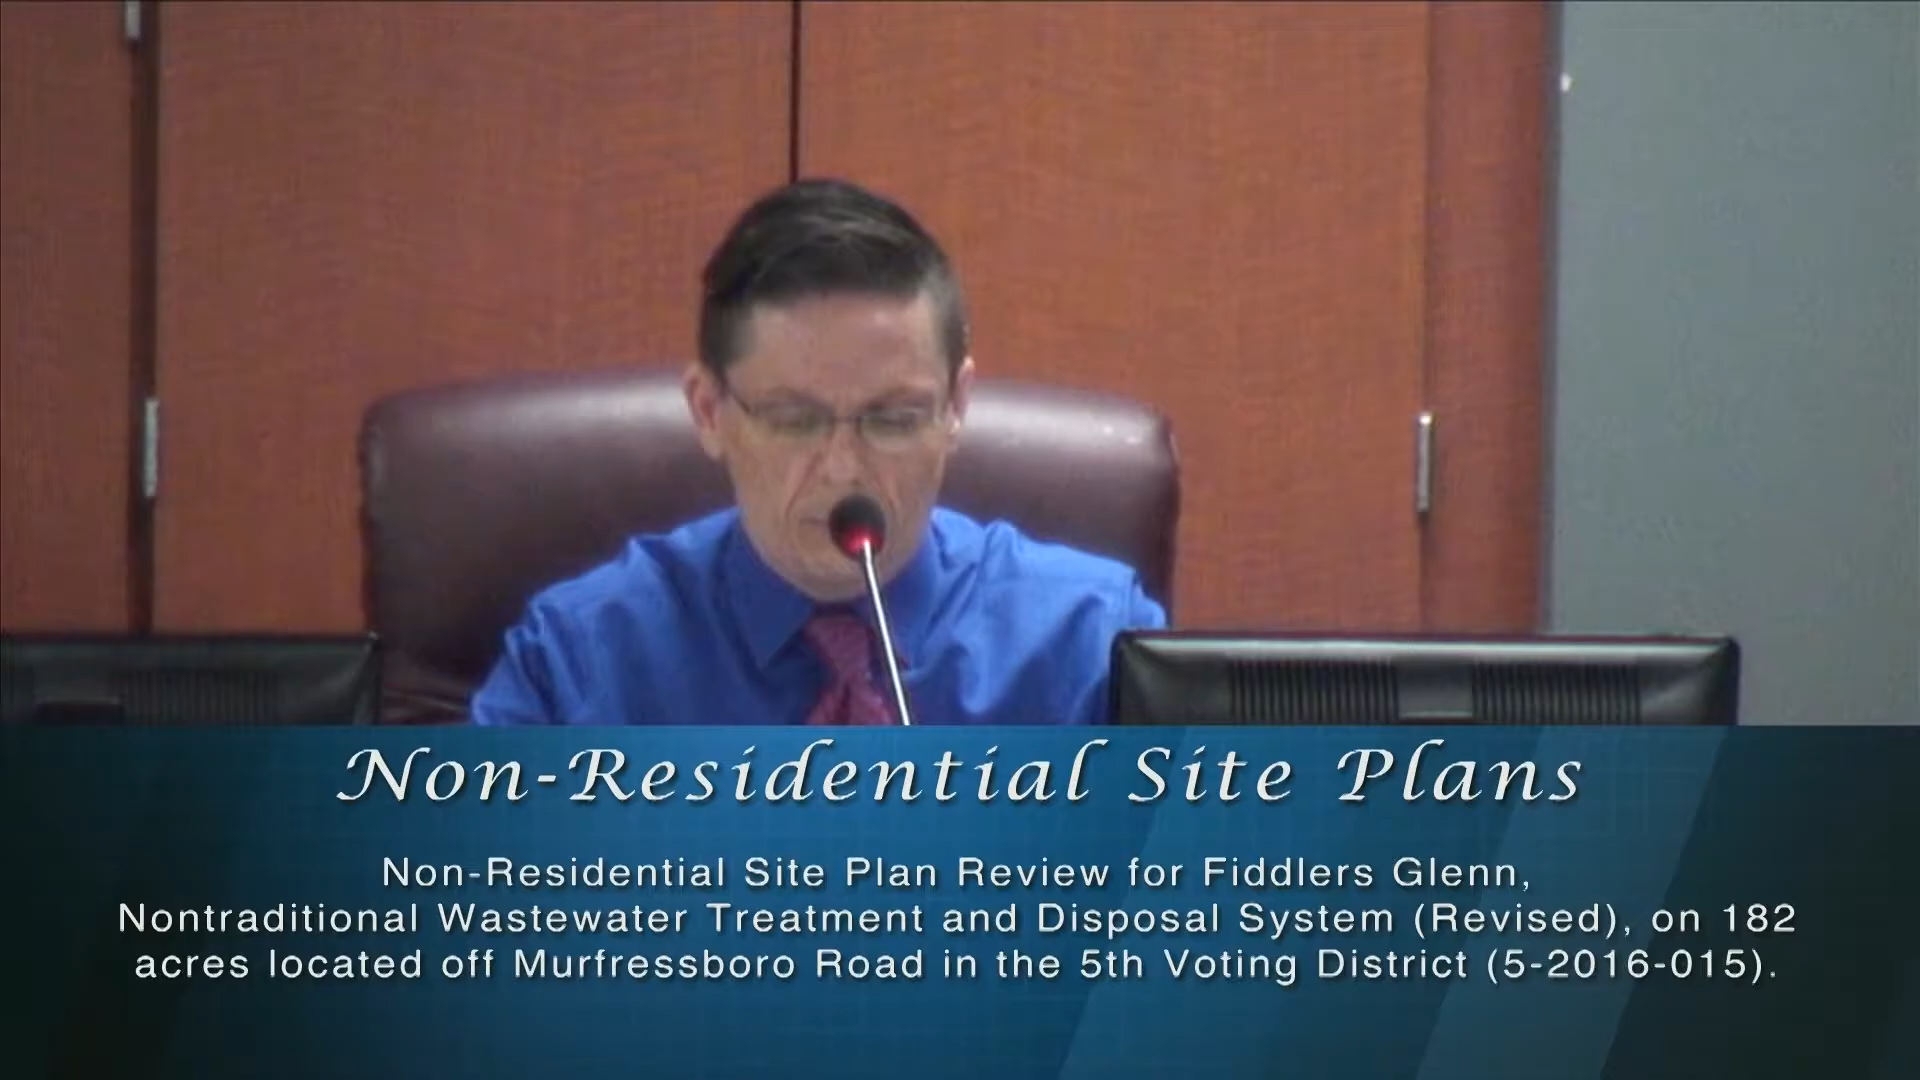 Non-Residential Site Plans
Non-Residential Site Plan Review for Fiddlers Glenn,
Nontraditional Wastewater Treatment and Disposal System (Revised), on 182
acres located off Murfressboro Road in the 5th Voting District (5-2016-015).